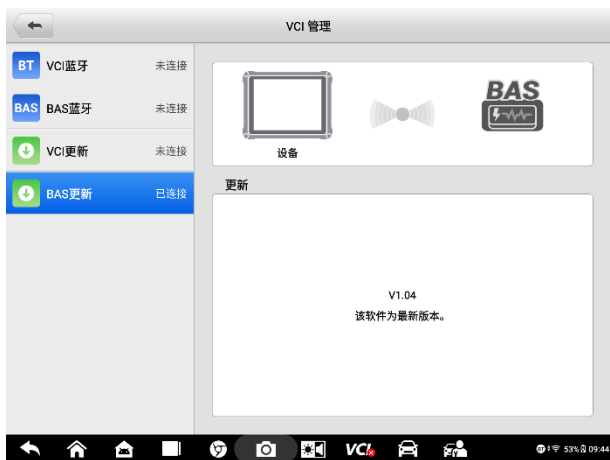 VCI 管理
BT VCI蓝牙 未连接
BAS BAS蓝牙 未连接
VCI更新 未连接
BAS更新 已连接
BAS
设备
更新
V1.04
该软件为最新版本。
VCI
53% 09:44